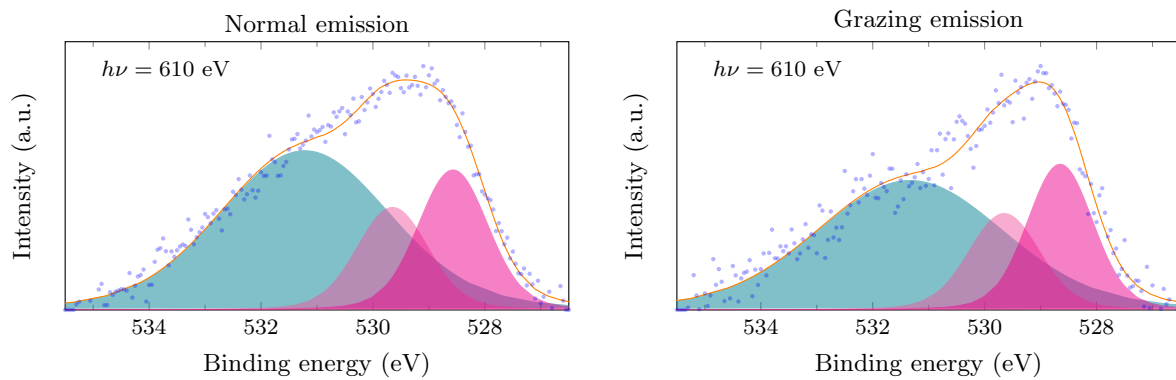 Normal emission
hν = 610 eV
Intensity (a.u.)
534
532
530
528
Binding energy (eV)
Grazing emission
hν = 610 eV
Intensity (a.u.)
534
532
530
528
Binding energy (eV)